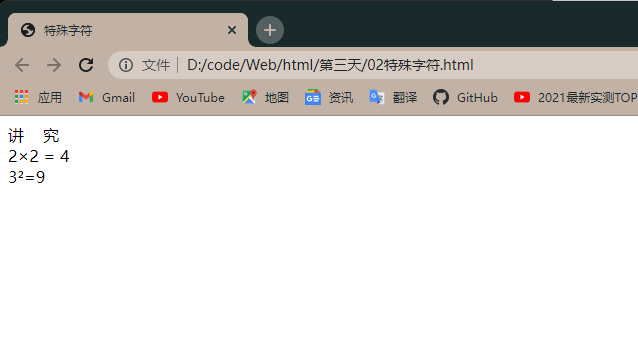 特殊字符
文件 | D:/code/Web/html/第三天/02特殊字符.html
应用 Gmail YouTube 地图 资讯 翻译 GitHub 2021最新实测TOP
讲    究
2×2 = 4
3²=9